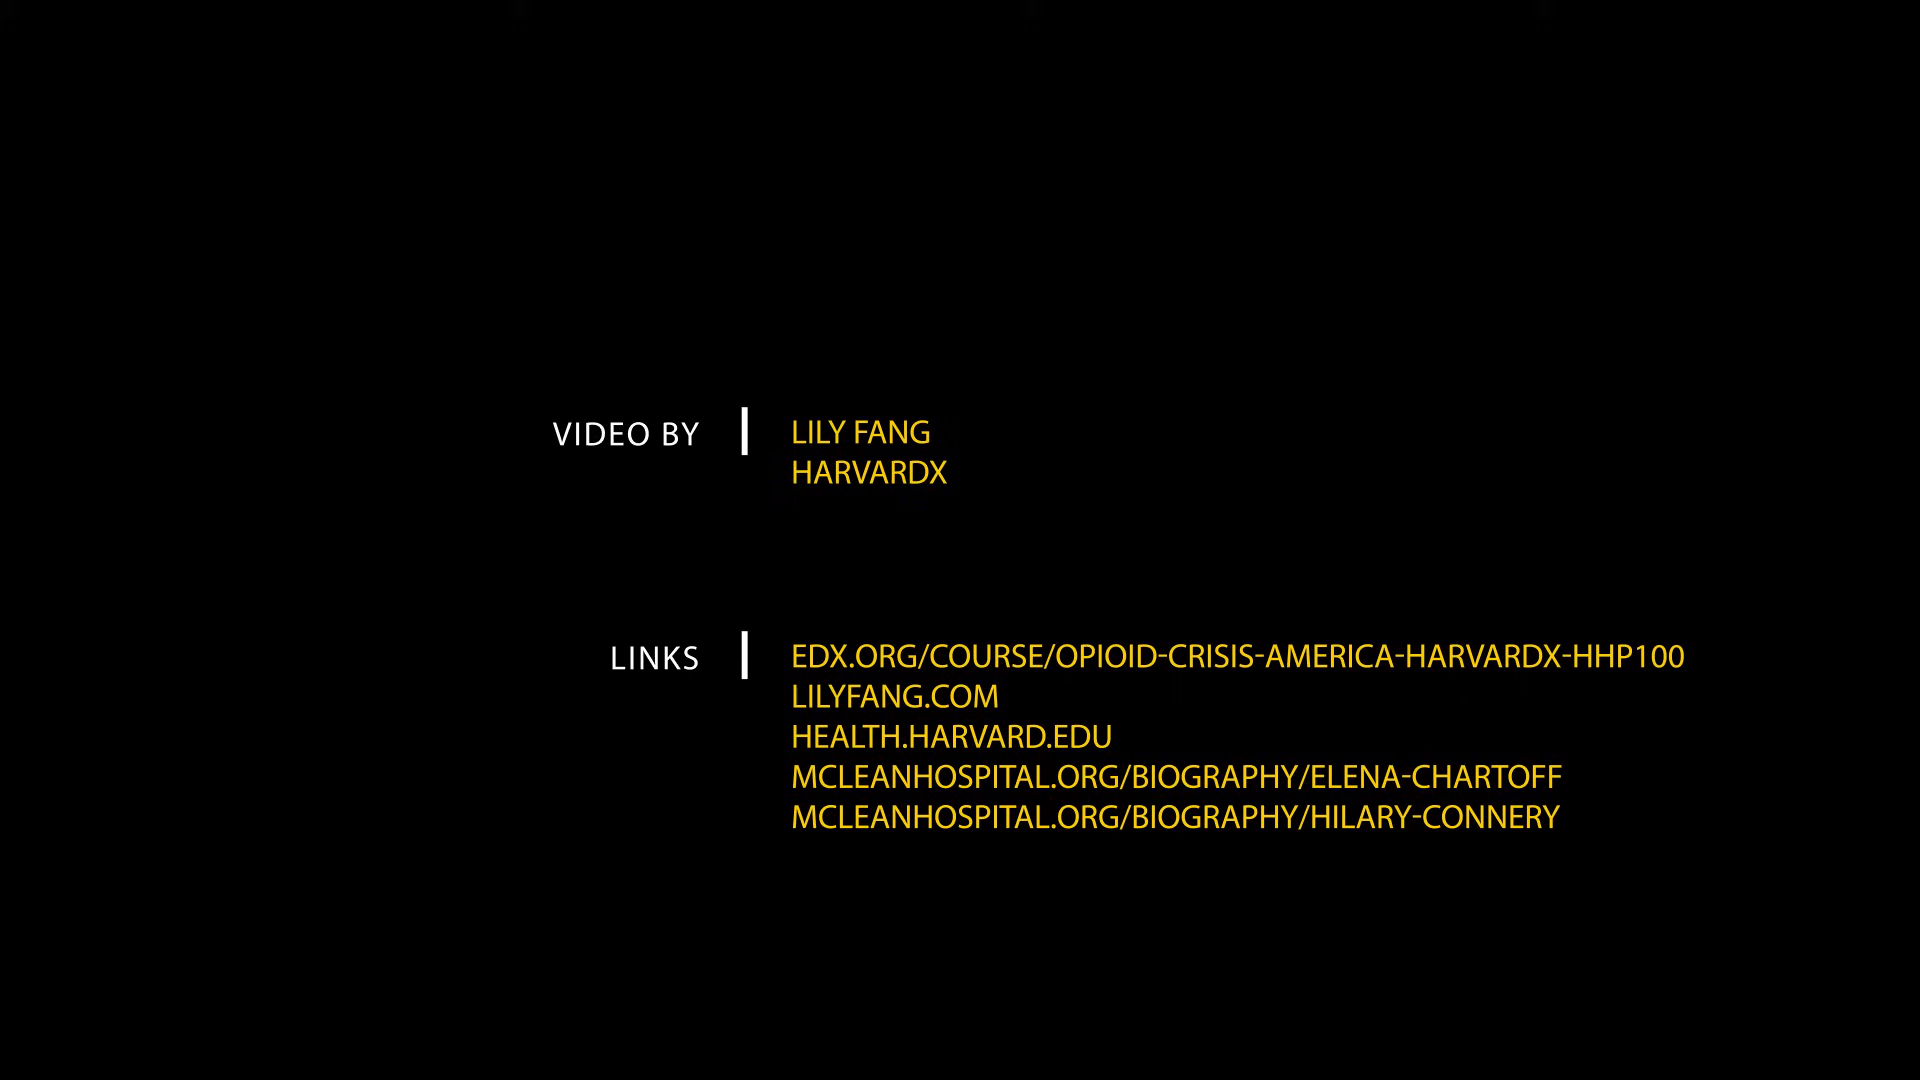 VIDEO BY
LILY FANG
HARVARDX
LINKS
EDX.ORG/COURSE/OPIOID-CRISIS-AMERICA-HARVARDX-HHP100
LILYFANG.COM
HEALTH.HARVARD.EDU
MCLEANHOSPITAL.ORG/BIOGRAPHY/ELENA-CHARTOFF
MCLEANHOSPITAL.ORG/BIOGRAPHY/HILARY-CONNERY